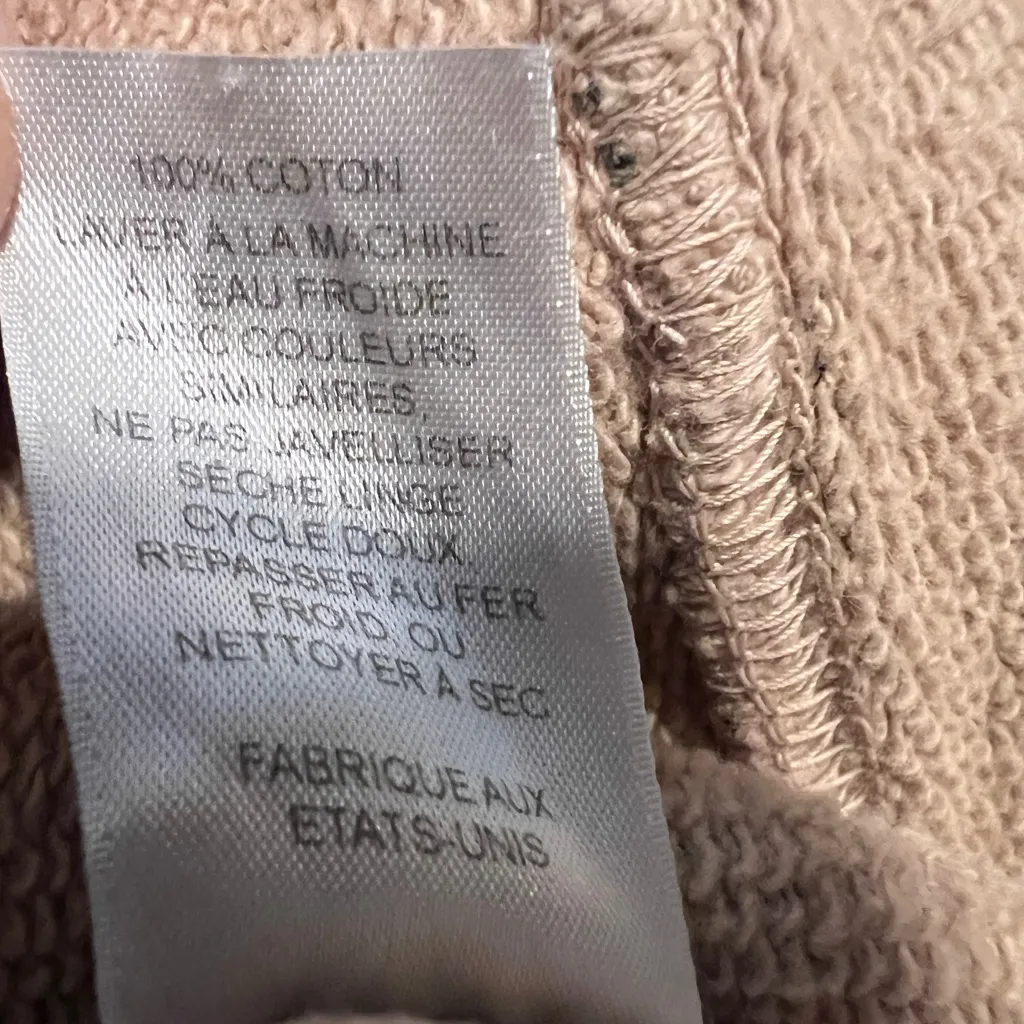 100% COTON
LAVER À LA MACHINE
À L'EAU FROIDE
AVEC COULEURS
SIMILAIRES,
NE PAS JAVELLISER
SECHE LINGE
CYCLE DOUX
REPASSER AU FER
FROID OU
NETTOYER A SEC
FABRIQUE AUX
ETATS-UNIS